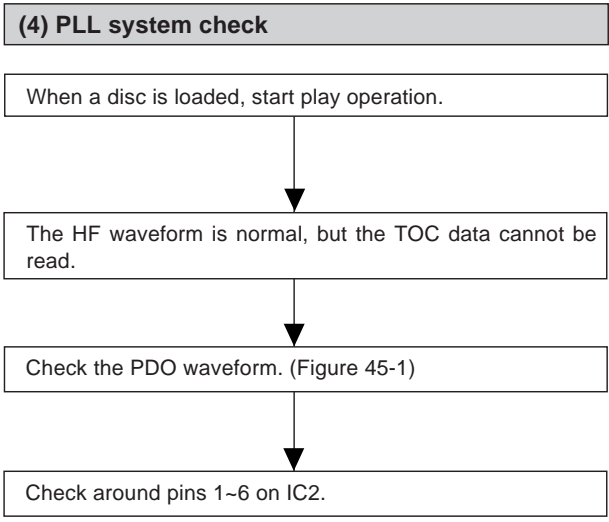 (4) PLL system check
When a disc is loaded, start play operation.
The HF waveform is normal, but the TOC data cannot be
read.
Check the PDO waveform. (Figure 45-1)
Check around pins 1~6 on IC2.